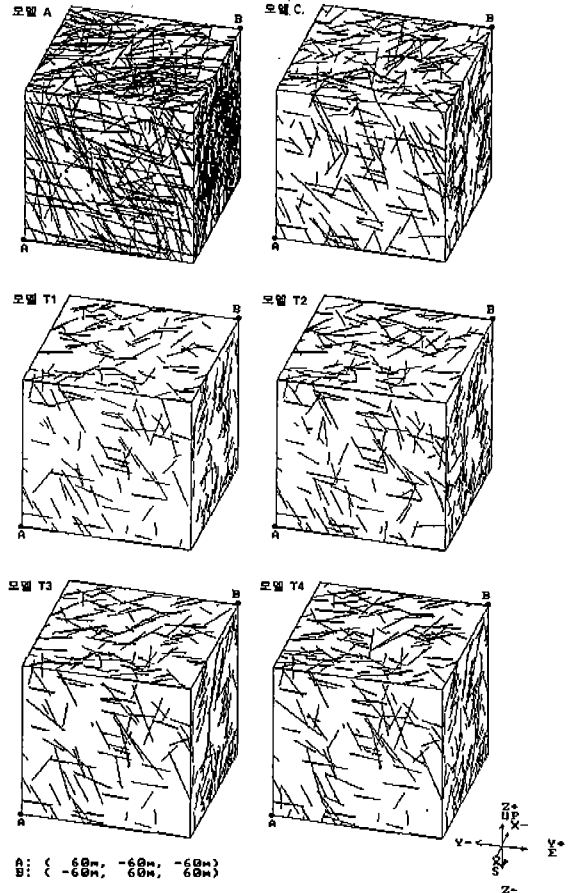 모델 A
B
모델 C.
B
A
A
모델 T1
B
모델 T2
B
A
A
모델 T3
B
모델 T4
B
A
A
Z+
UP
X-
Y-
Y+
E
S
Z-
A: ( 60m, -60m, -60m)
B: ( -60m, 60m, 60m)